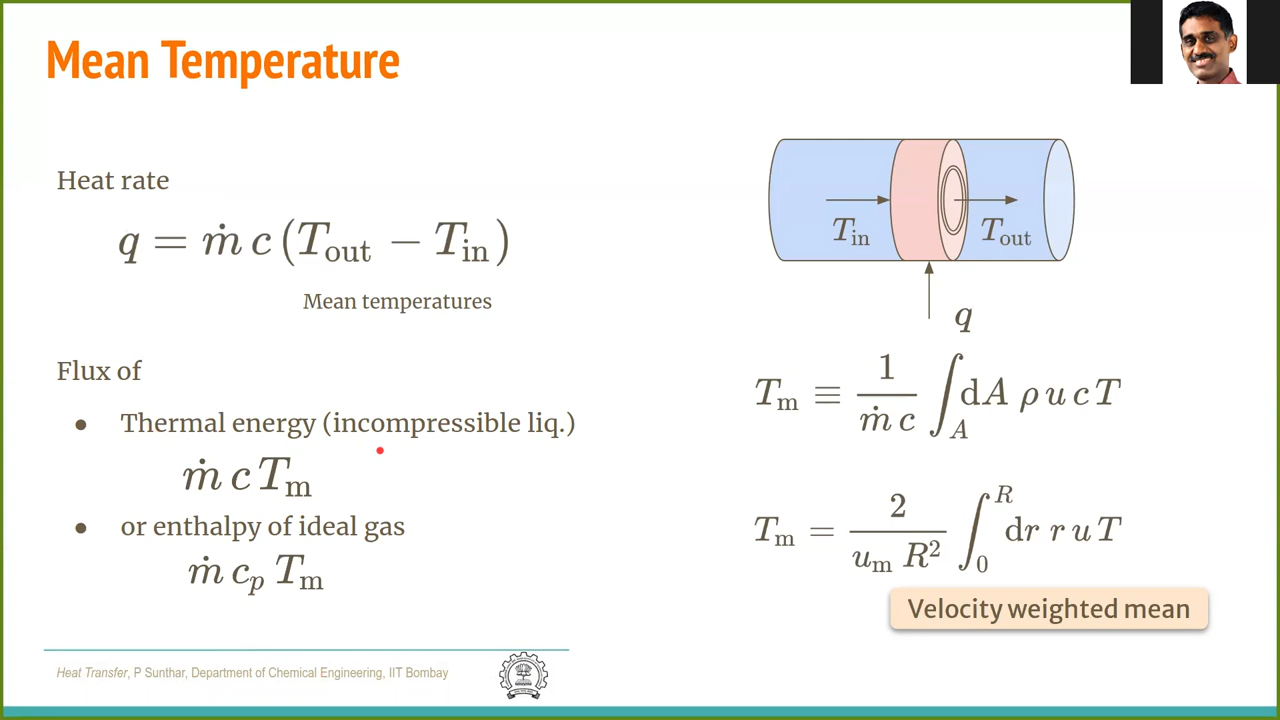 Mean Temperature
Heat rate
q = ṁ c (T_out − T_in)
Mean temperatures
Flux of
● Thermal energy (incompressible liq.)
ṁ c T_m
● or enthalpy of ideal gas
ṁ c_p T_m
T_in
T_out
q
T_m ≡ 1/(ṁ c) ∫_A dA ρ u c T
T_m = 2/(u_m R²) ∫_0^R dr r u T
Velocity weighted mean
Heat Transfer, P Sunthar, Department of Chemical Engineering, IIT Bombay